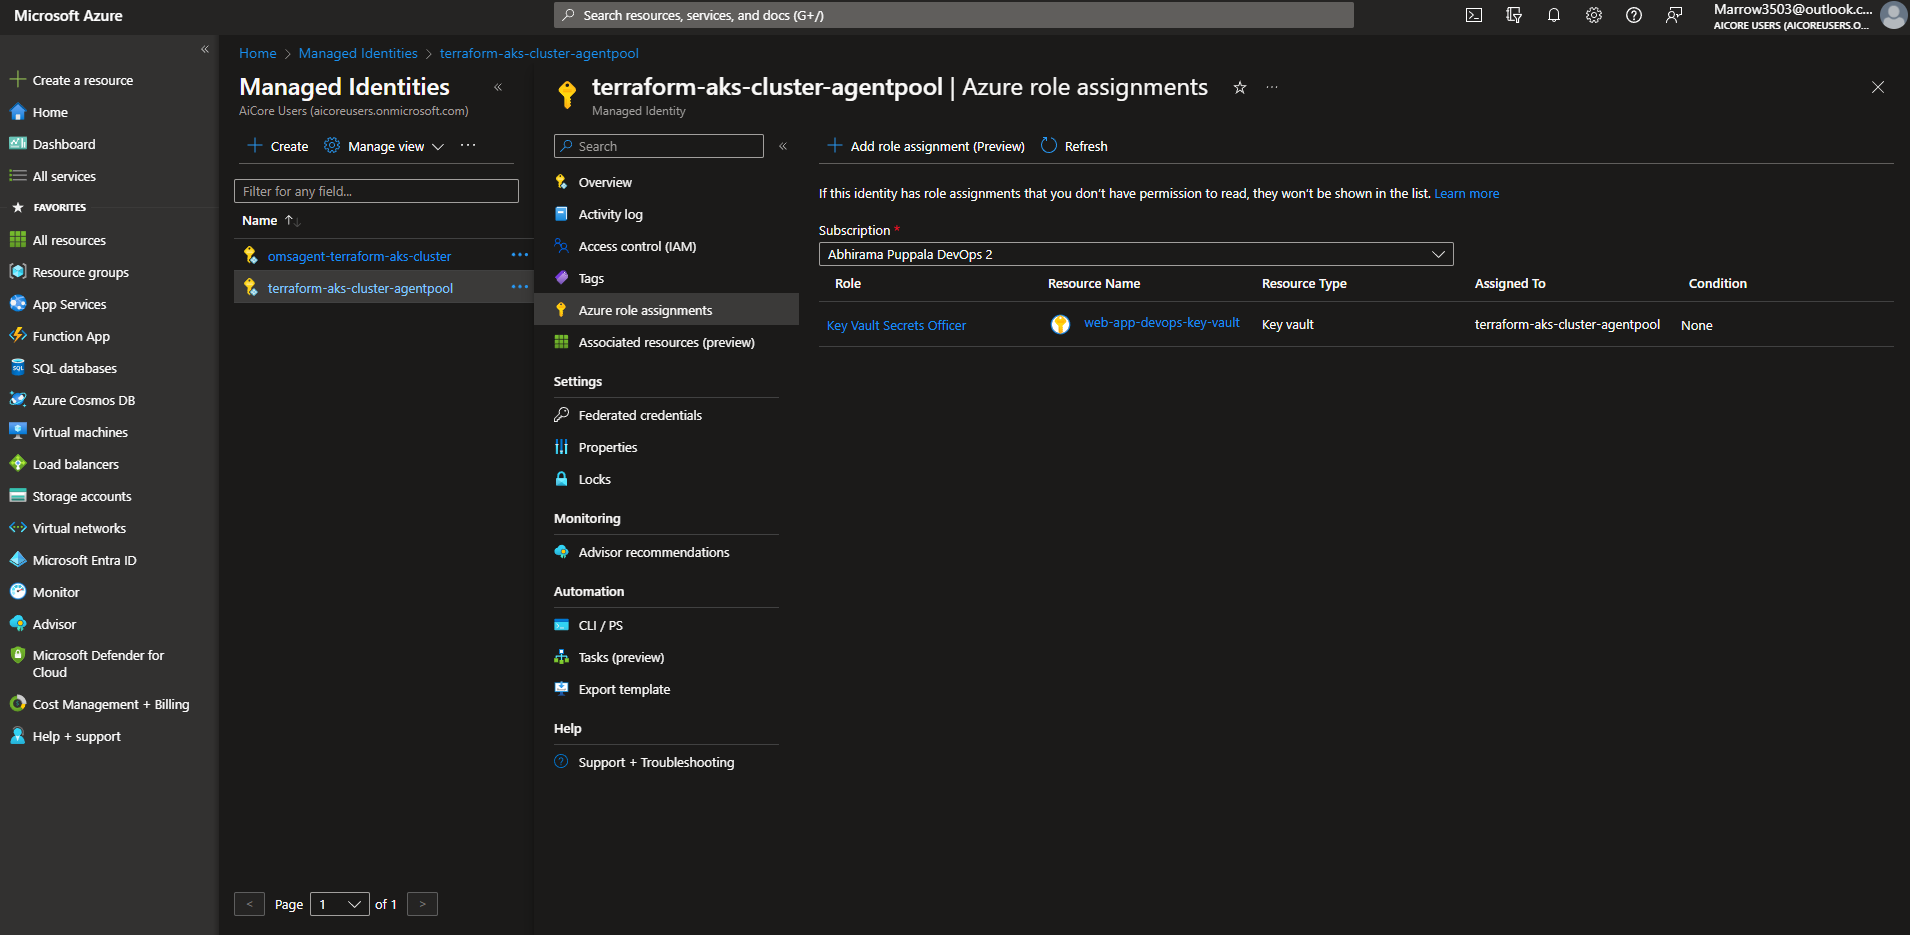 Microsoft Azure
Search resources, services, and docs (G+/)
Marrow3503@outlook.c...
AICORE USERS (AICOREUSERS.O...
Create a resource
Home
Dashboard
All services
FAVORITES
All resources
Resource groups
App Services
Function App
SQL databases
Azure Cosmos DB
Virtual machines
Load balancers
Storage accounts
Virtual networks
Microsoft Entra ID
Monitor
Advisor
Microsoft Defender for
Cloud
Cost Management + Billing
Help + support
Home > Managed Identities > terraform-aks-cluster-agentpool
Managed Identities
AiCore Users (aicoreusers.onmicrosoft.com)
Create Manage view ...
Filter for any field...
Name
omsagent-terraform-aks-cluster
terraform-aks-cluster-agentpool
< Page 1 of 1 >
terraform-aks-cluster-agentpool | Azure role assignments
Managed Identity
Search
Overview
Activity log
Access control (IAM)
Tags
Azure role assignments
Associated resources (preview)
Settings
Federated credentials
Properties
Locks
Monitoring
Advisor recommendations
Automation
CLI / PS
Tasks (preview)
Export template
Help
Support + Troubleshooting
Add role assignment (Preview) Refresh
If this identity has role assignments that you don't have permission to read, they won't be shown in the list. Learn more
Subscription *
Abhirama Puppala DevOps 2
Role Resource Name Resource Type Assigned To Condition
Key Vault Secrets Officer web-app-devops-key-vault Key vault terraform-aks-cluster-agentpool None